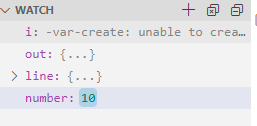 WATCH
i: -var-create: unable to crea…
out: {...}
line: {...}
number: 10